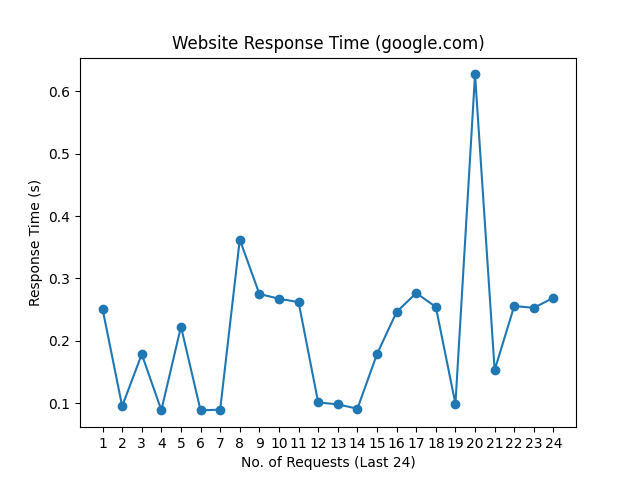 Website Response Time (google.com)
Response Time (s)
0.6
0.5
0.4
0.3
0.2
0.1
1 2 3 4 5 6 7 8 9 10 11 12 13 14 15 16 17 18 19 20 21 22 23 24
No. of Requests (Last 24)